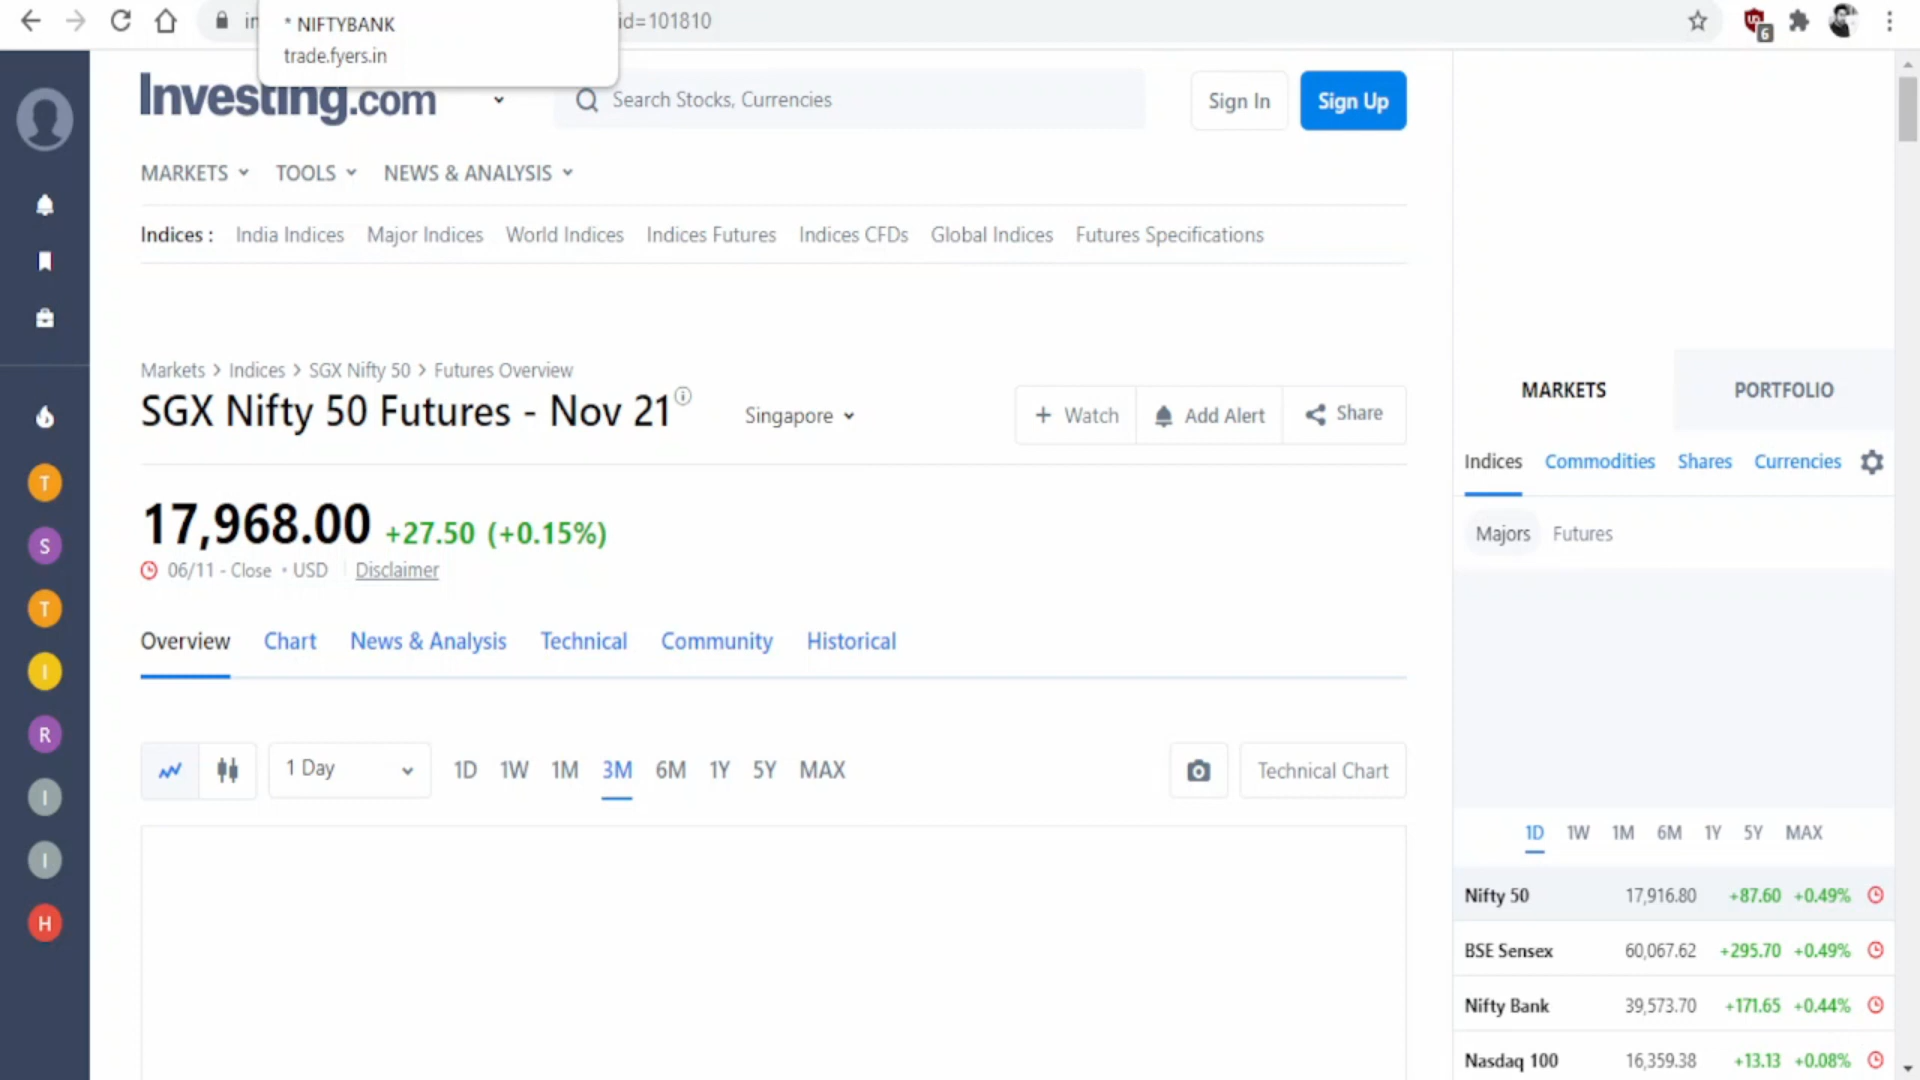 * NIFTYBANK
trade.fyers.in
id=101810
6
Investing.com
Search Stocks, Currencies
Sign In
Sign Up
MARKETS TOOLS NEWS & ANALYSIS
Indices : India Indices Major Indices World Indices Indices Futures Indices CFDs Global Indices Futures Specifications
Markets > Indices > SGX Nifty 50 > Futures Overview
SGX Nifty 50 Futures - Nov 21
Singapore
+ Watch
Add Alert
Share
17,968.00 +27.50 (+0.15%)
06/11 - Close • USD Disclaimer
Overview Chart News & Analysis Technical Community Historical
1 Day
1D 1W 1M 3M 6M 1Y 5Y MAX
Technical Chart
T
S
T
I
R
I
I
H
MARKETS PORTFOLIO
Indices Commodities Shares Currencies
Majors Futures
1D 1W 1M 6M 1Y 5Y MAX
Nifty 50 17,916.80 +87.60 +0.49%
BSE Sensex 60,067.62 +295.70 +0.49%
Nifty Bank 39,573.70 +171.65 +0.44%
Nasdaq 100 16,359.38 +13.13 +0.08%